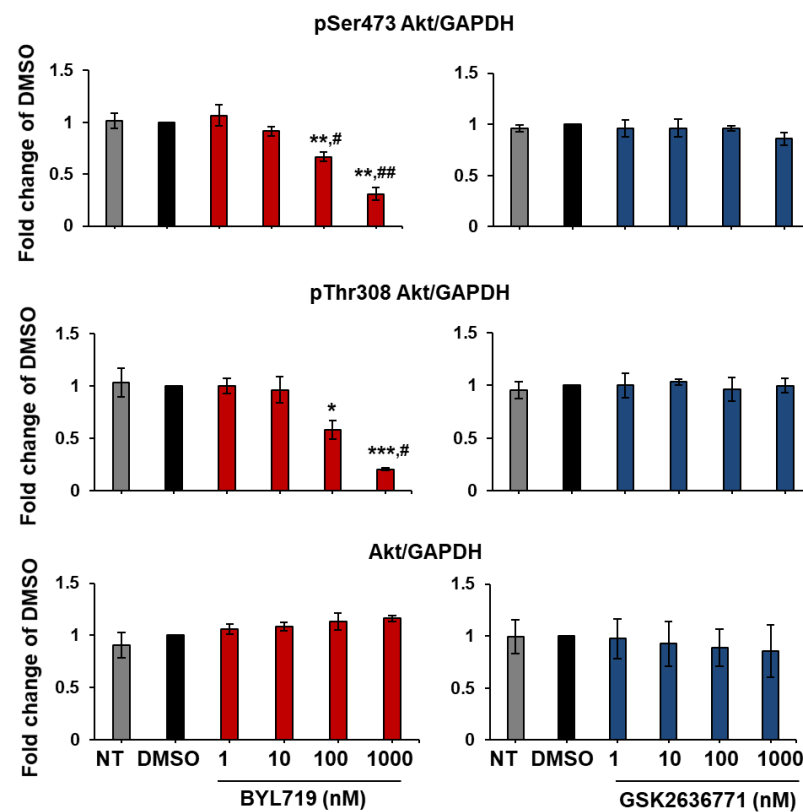 pSer473 Akt/GAPDH
Fold change of DMSO
1.5
1
0.5
0
**,#
**,##
1.5
1
0.5
0
pThr308 Akt/GAPDH
Fold change of DMSO
1.5
1
0.5
0
*
***,#
1.5
1
0.5
0
Akt/GAPDH
Fold change of DMSO
1.5
1
0.5
0
NT DMSO 1 10 100 1000
BYL719 (nM)
1.5
1
0.5
0
NT DMSO 1 10 100 1000
GSK2636771 (nM)